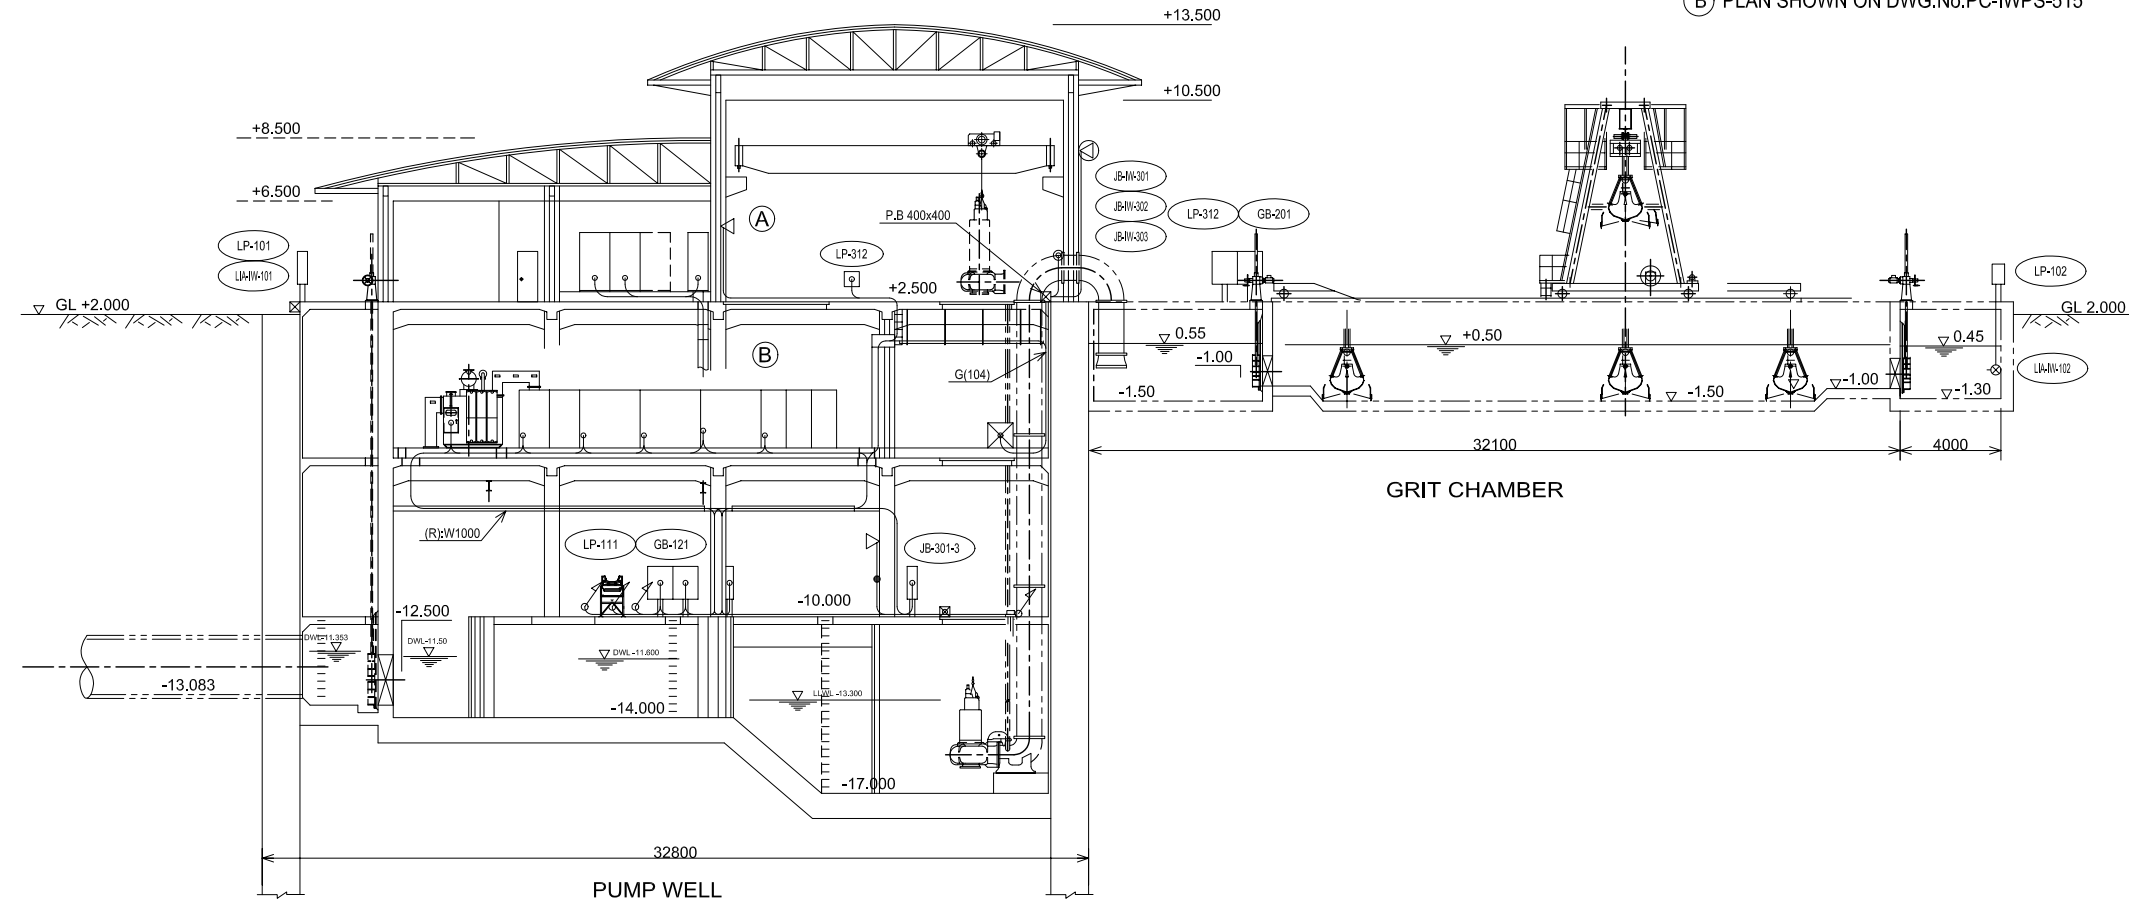 Ⓑ PLAN SHOWN ON DWG.No.PC-IWPS-515
+13.500
+10.500
+8.500
+6.500
JB-IW-301
JB-IW-302
JB-IW-303
LP-312
GB-201
P.B 400x400
A
LP-101
LIA-IW-101
LP-312
LP-102
+2.500
GL +2.000
GL 2.000
0.55
+0.50
0.45
-1.00
B
G(104)
LIA-IW-102
-1.50
-1.50
-1.00
-1.30
32100
4000
GRIT CHAMBER
(R):W1000
LP-111
GB-121
JB-301-3
-10.000
-12.500
DWL-11.353
DWL-11.50
DWL -11.600
-13.083
LLWL -13.300
-14.000
-17.000
32800
PUMP WELL